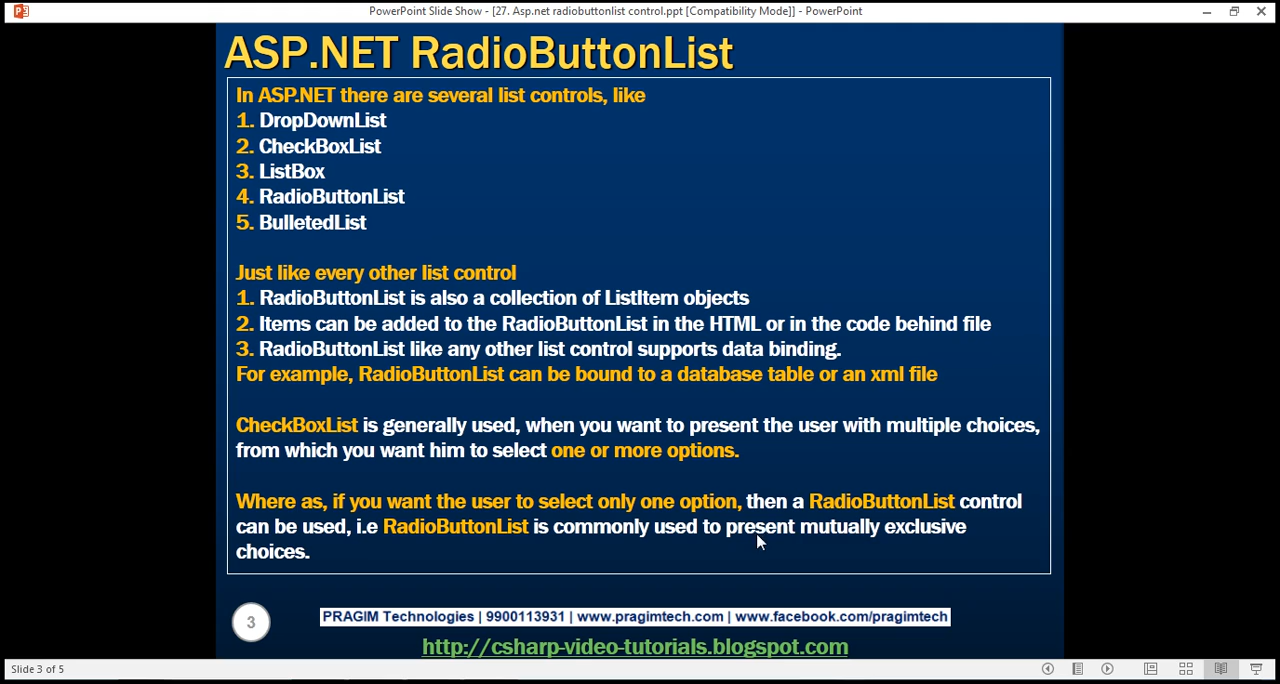 PowerPoint Slide Show - [27. Asp.net radiobuttonlist control.ppt [Compatibility Mode]] - PowerPoint
ASP.NET RadioButtonList
In ASP.NET there are several list controls, like
1. DropDownList
2. CheckBoxList
3. ListBox
4. RadioButtonList
5. BulletedList
Just like every other list control
1. RadioButtonList is also a collection of ListItem objects
2. Items can be added to the RadioButtonList in the HTML or in the code behind file
3. RadioButtonList like any other list control supports data binding.
For example, RadioButtonList can be bound to a database table or an xml file
CheckBoxList is generally used, when you want to present the user with multiple choices,
from which you want him to select one or more options.
Where as, if you want the user to select only one option, then a RadioButtonList control
can be used, i.e RadioButtonList is commonly used to present mutually exclusive
choices.
3
PRAGIM Technologies | 9900113931 | www.pragimtech.com | www.facebook.com/pragimtech
http://csharp-video-tutorials.blogspot.com
Slide 3 of 5